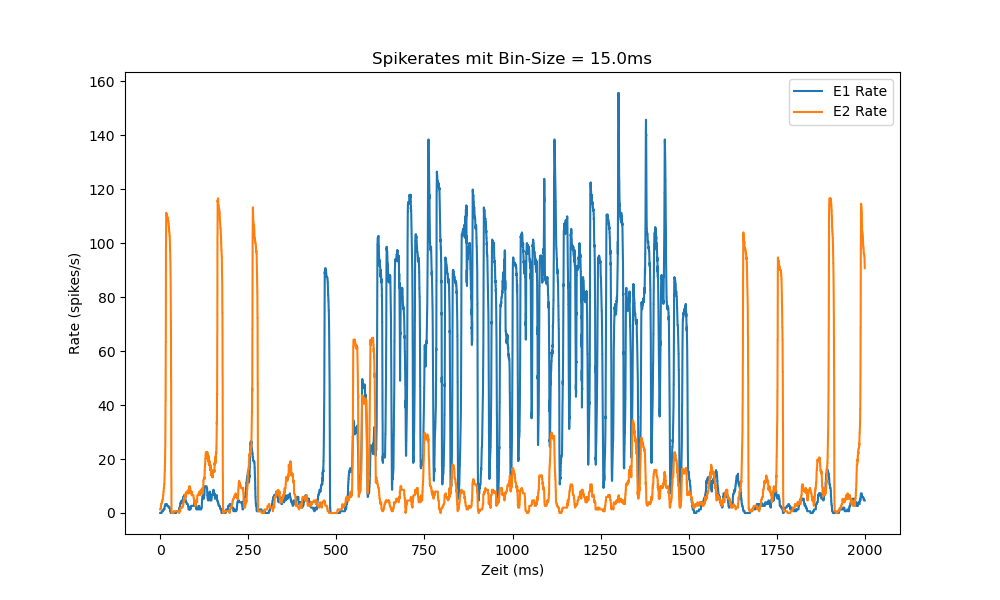 Spikerates mit Bin-Size = 15.0ms
E1 Rate
E2 Rate
160
140
120
100
80
60
40
20
0
Rate (spikes/s)
0 250 500 750 1000 1250 1500 1750 2000
Zeit (ms)